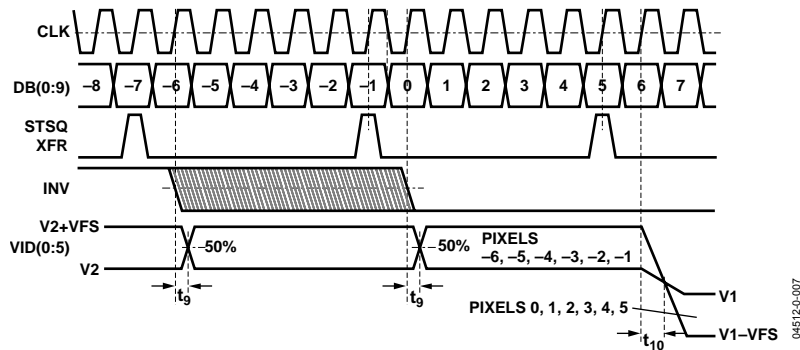 CLK
DB(0:9) –8 –7 –6 –5 –4 –3 –2 –1 0 1 2 3 4 5 6 7
STSQ
XFR
INV
V2+VFS
VID(0:5)
V2
50%
50%
PIXELS
–6, –5, –4, –3, –2, –1
t9
t9
V1
PIXELS 0, 1, 2, 3, 4, 5
V1–VFS
t10
04512-0-007